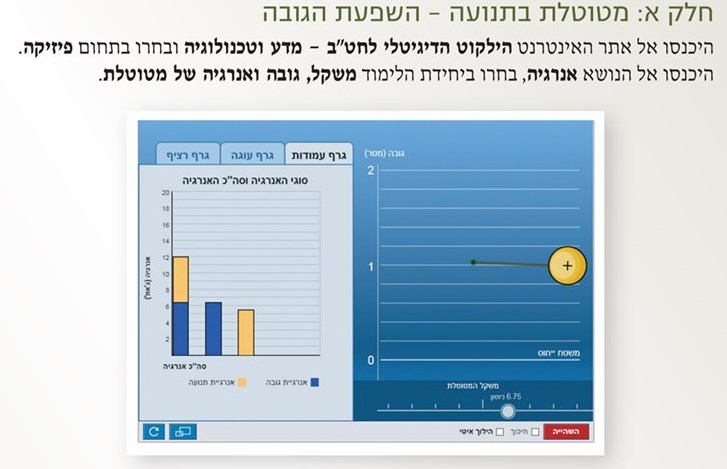 חלק א: מטוטלת בתנועה – השפעת הגובה
היכנסו אל אתר האינטרנט הילקוט הדיגיטלי לחט"ב – מדע וטכנולוגיה ובחרו בתחום פיזיקה.
היכנסו אל הנושא אנרגיה, בחרו ביחידת הלימוד משקל, גובה ואנרגיה של מטוטלת.
גובה (מטר)
2
1
0
משטח ייחוס
משקל המטוטלת
6.75 ניוטון
השהייה
חיכוך
הילוך איטי
גרף עמודות
גרף עוגה
גרף רציף
סוגי האנרגיה וסה"כ האנרגיה
אנרגיה (ג'אול)
20
18
16
14
12
10
8
6
4
2
סה"כ אנרגיה
אנרגיית גובה
אנרגיית תנועה